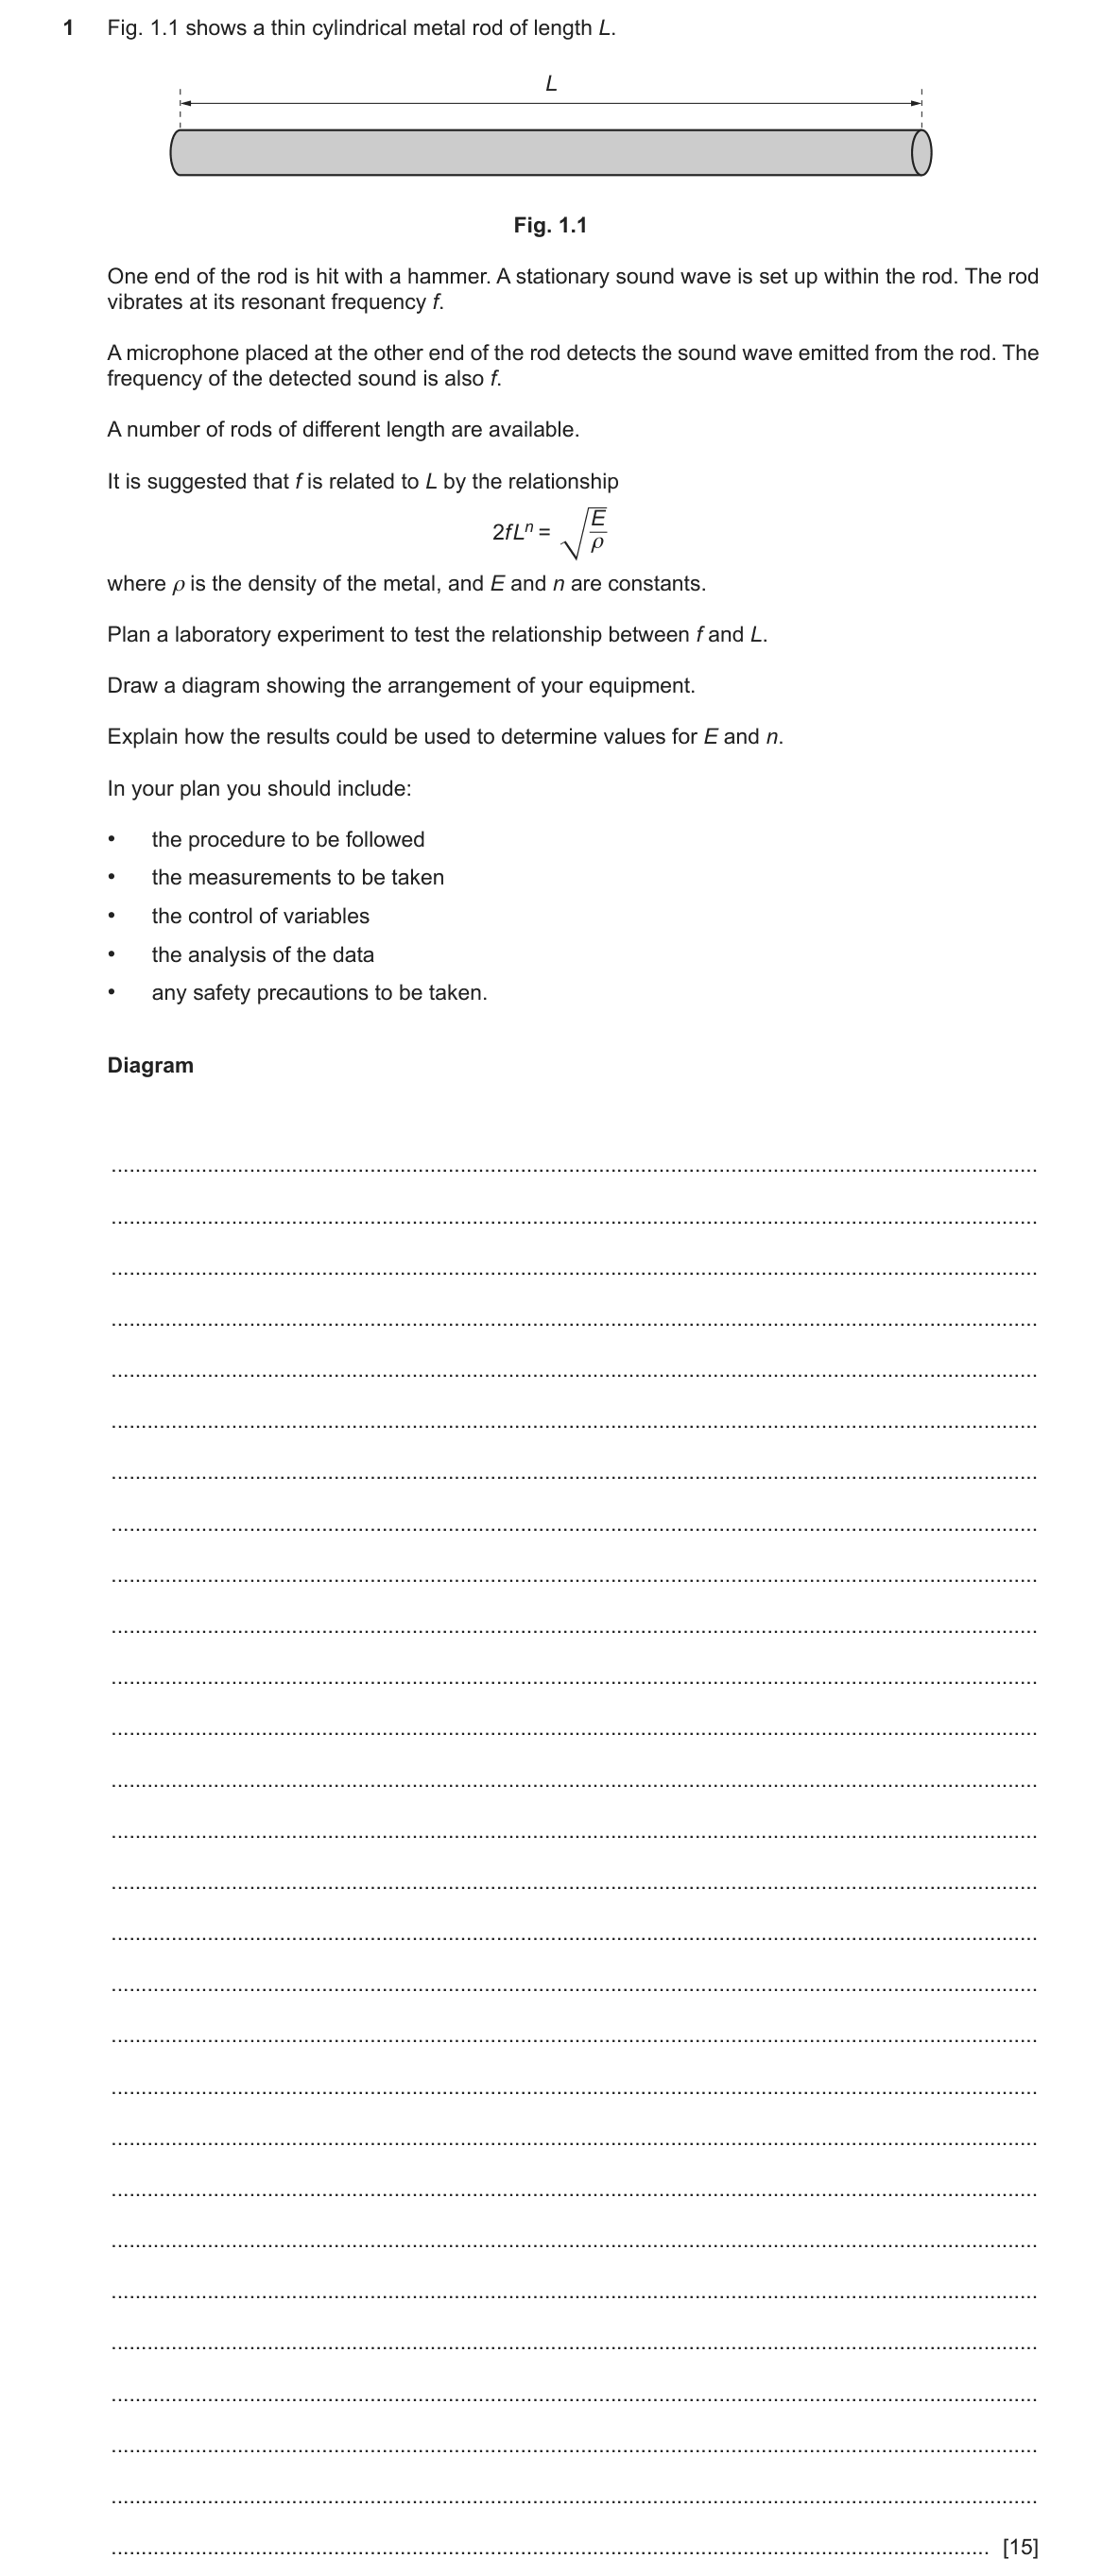 1 Fig. 1.1 shows a thin cylindrical metal rod of length L.
L
Fig. 1.1
One end of the rod is hit with a hammer. A stationary sound wave is set up within the rod. The rod
vibrates at its resonant frequency f.
A microphone placed at the other end of the rod detects the sound wave emitted from the rod. The
frequency of the detected sound is also f.
A number of rods of different length are available.
It is suggested that f is related to L by the relationship
2fLⁿ = √(E/ρ)
where ρ is the density of the metal, and E and n are constants.
Plan a laboratory experiment to test the relationship between f and L.
Draw a diagram showing the arrangement of your equipment.
Explain how the results could be used to determine values for E and n.
In your plan you should include:
• the procedure to be followed
• the measurements to be taken
• the control of variables
• the analysis of the data
• any safety precautions to be taken.
Diagram
[15]